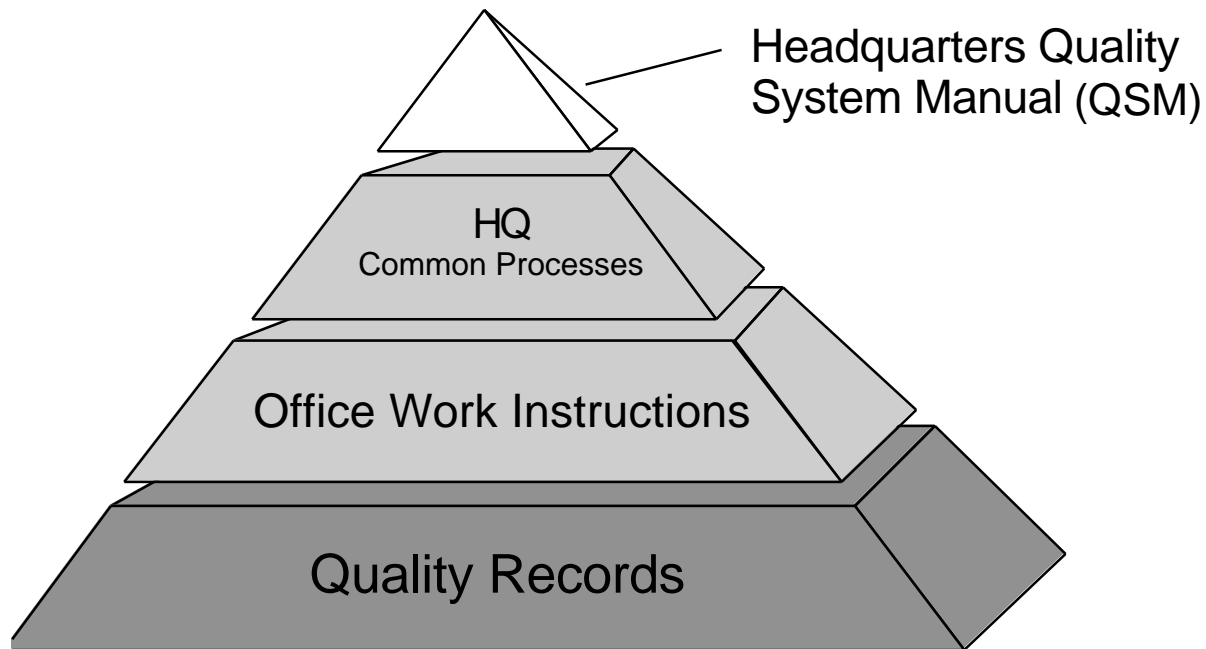 Headquarters Quality
System Manual (QSM)
HQ
Common Processes
Office Work Instructions
Quality Records